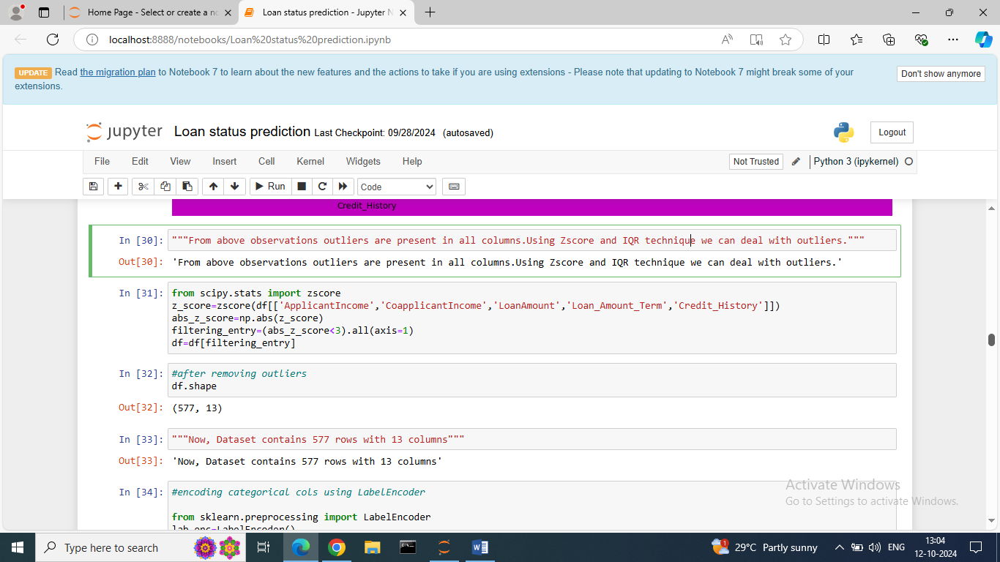 Home Page - Select or create a no
Loan status prediction - Jupyter N
localhost:8888/notebooks/Loan%20status%20prediction.ipynb
UPDATE Read the migration plan to Notebook 7 to learn about the new features and the actions to take if you are using extensions - Please note that updating to Notebook 7 might break some of your
extensions.
Don't show anymore
jupyter Loan status prediction Last Checkpoint: 09/28/2024 (autosaved)
Logout
File Edit View Insert Cell Kernel Widgets Help
Not Trusted
Python 3 (ipykernel)
Run
Code
Credit_History
In [30]: """From above observations outliers are present in all columns.Using Zscore and IQR technique we can deal with outliers."""
Out[30]: 'From above observations outliers are present in all columns.Using Zscore and IQR technique we can deal with outliers.'
In [31]: from scipy.stats import zscore
z_score=zscore(df[['ApplicantIncome','CoapplicantIncome','LoanAmount','Loan_Amount_Term','Credit_History']])
abs_z_score=np.abs(z_score)
filtering_entry=(abs_z_score<3).all(axis=1)
df=df[filtering_entry]
In [32]: #after removing outliers
df.shape
Out[32]: (577, 13)
In [33]: """Now, Dataset contains 577 rows with 13 columns"""
Out[33]: 'Now, Dataset contains 577 rows with 13 columns'
In [34]: #encoding categorical cols using LabelEncoder
from sklearn.preprocessing import LabelEncoder
lab_enc=LabelEncoder()
Activate Windows
Go to Settings to activate Windows.
Type here to search
1
29°C Partly sunny
ENG
13:04
12-10-2024